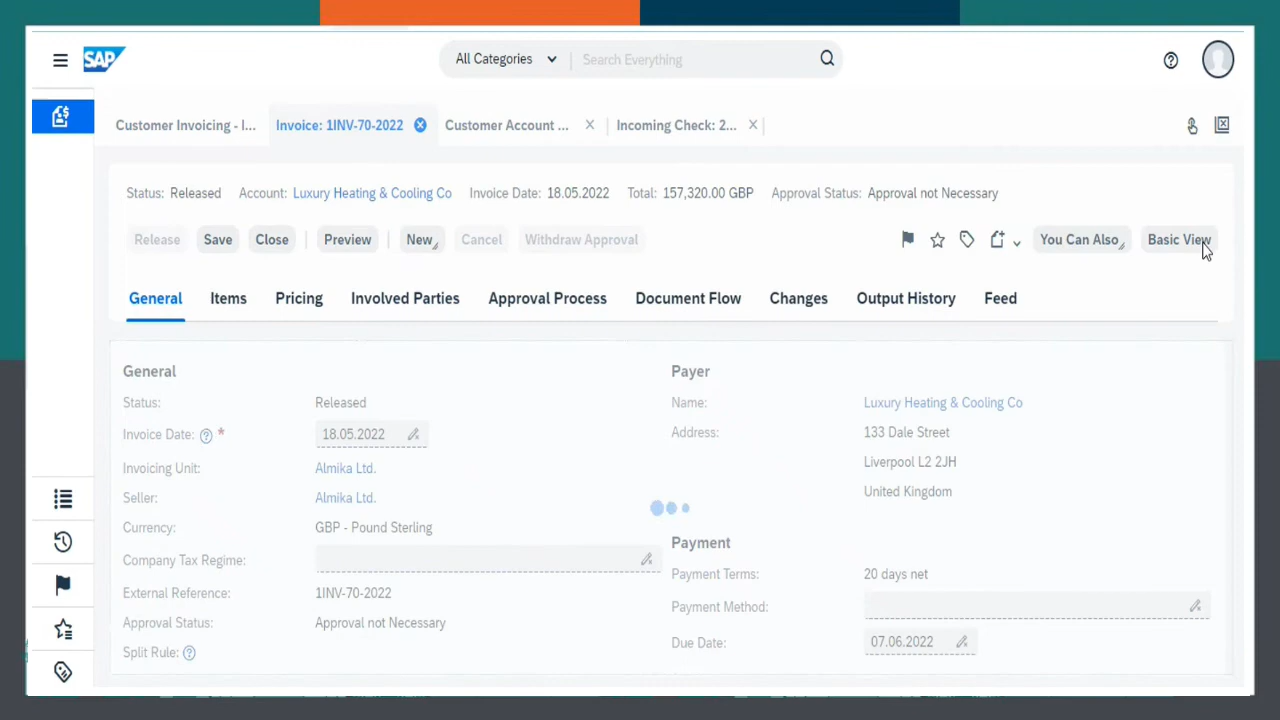 SAP
All Categories
Search Everything
Customer Invoicing - I...
Invoice: 1INV-70-2022
Customer Account ...
Incoming Check: 2...
Status: Released Account: Luxury Heating & Cooling Co Invoice Date: 18.05.2022 Total: 157,320.00 GBP Approval Status: Approval not Necessary
Release Save Close Preview New Cancel Withdraw Approval You Can Also Basic View
General Items Pricing Involved Parties Approval Process Document Flow Changes Output History Feed
General
Status: Released
Invoice Date: * 18.05.2022
Invoicing Unit: Almika Ltd.
Seller: Almika Ltd.
Currency: GBP - Pound Sterling
Company Tax Regime:
External Reference: 1INV-70-2022
Approval Status: Approval not Necessary
Split Rule:
Payer
Name: Luxury Heating & Cooling Co
Address: 133 Dale Street
Liverpool L2 2JH
United Kingdom
Payment
Payment Terms: 20 days net
Payment Method:
Due Date: 07.06.2022